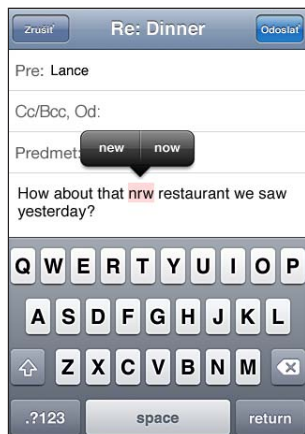 Zrušiť Re: Dinner Odoslať
Pre: Lance
Cc/Bcc, Od:
Predmet:
new now
How about that nrw restaurant we saw
yesterday?
Q W E R T Y U I O P
A S D F G H J K L
Z X C V B N M
.?123 space return